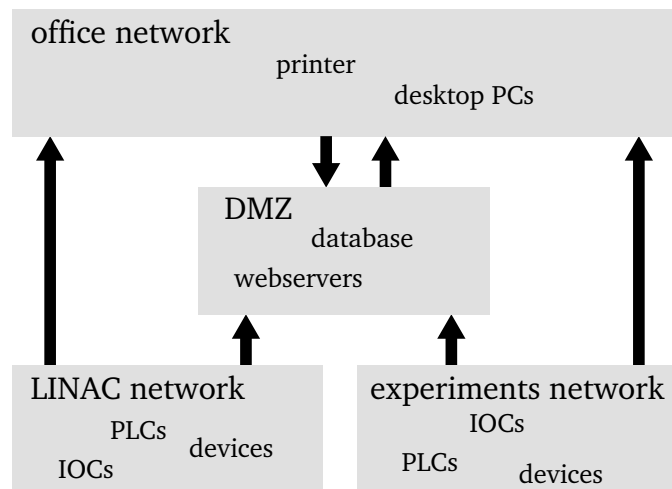 office network
printer
desktop PCs
DMZ
database
webservers
LINAC network
PLCs
devices
IOCs
experiments network
IOCs
PLCs
devices